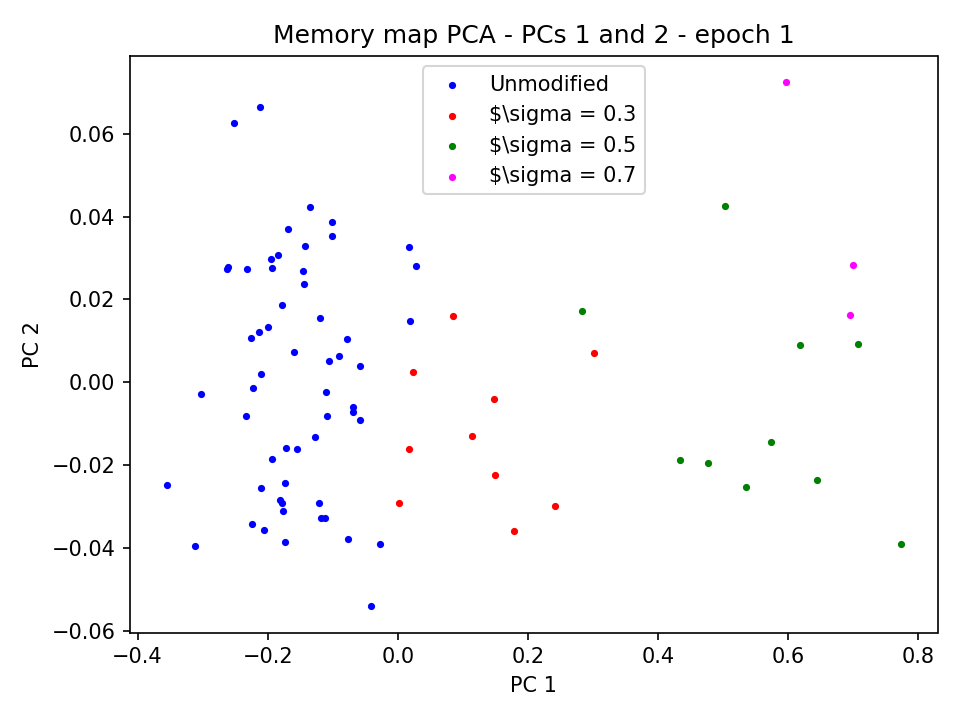 Memory map PCA - PCs 1 and 2 - epoch 1
Unmodified
$\sigma = 0.3
$\sigma = 0.5
$\sigma = 0.7
0.06
0.04
0.02
0.00
−0.02
−0.04
−0.06
PC 2
−0.4
−0.2
0.0
0.2
0.4
0.6
0.8
PC 1